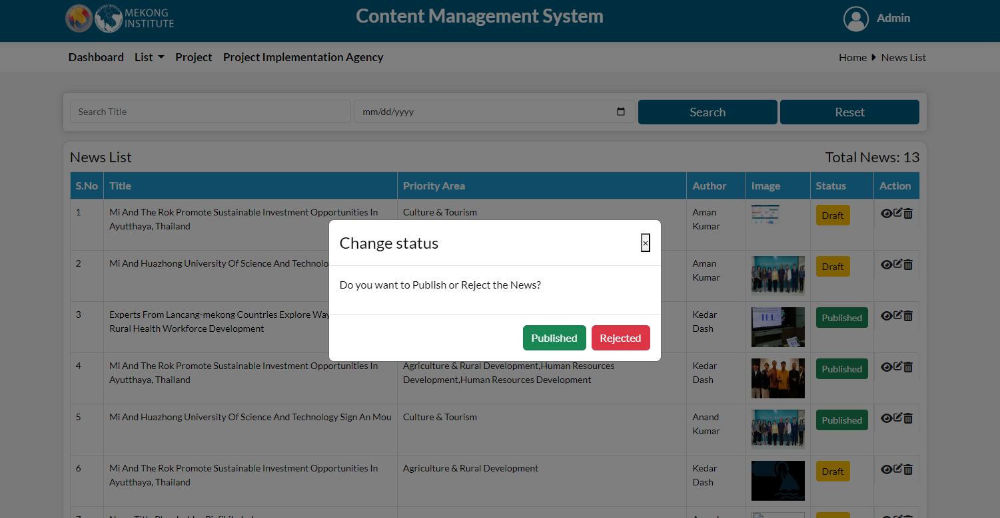 MEKONG
INSTITUTE
Content Management System
Admin
Dashboard List Project Project Implementation Agency
Home News List
Search Title
mm/dd/yyyy
Search
Reset
News List
Total News: 13
S.No Title Priority Area Author Image Status Action
1 Mi And The Rok Promote Sustainable Investment Opportunities In Culture & Tourism Aman Draft
Ayutthaya, Thailand Kumar
Change status
×
2 Mi And Huazhong University Of Science And Technolo Aman Draft
Kumar
Do you want to Publish or Reject the News?
3 Experts From Lancang-mekong Countries Explore Way Kedar Published
Rural Health Workforce Development Dash
Published Rejected
4 Mi And The Rok Promote Sustainable Investment Opportunities In Agriculture & Rural Development,Human Resources Kedar Published
Ayutthaya, Thailand Development,Human Resources Development Dash
5 Mi And Huazhong University Of Science And Technology Sign An Mou Culture & Tourism Anand Published
Kumar
6 Mi And The Rok Promote Sustainable Investment Opportunities In Agriculture & Rural Development Kedar Draft
Ayutthaya, Thailand Dash